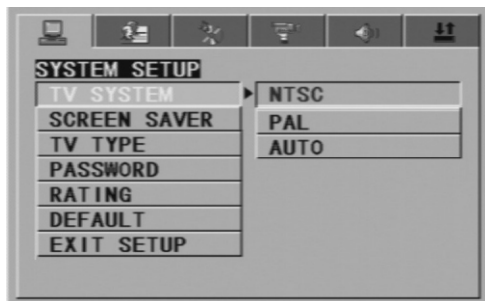 SYSTEM SETUP
TV SYSTEM
SCREEN SAVER
TV TYPE
PASSWORD
RATING
DEFAULT
EXIT SETUP
NTSC
PAL
AUTO